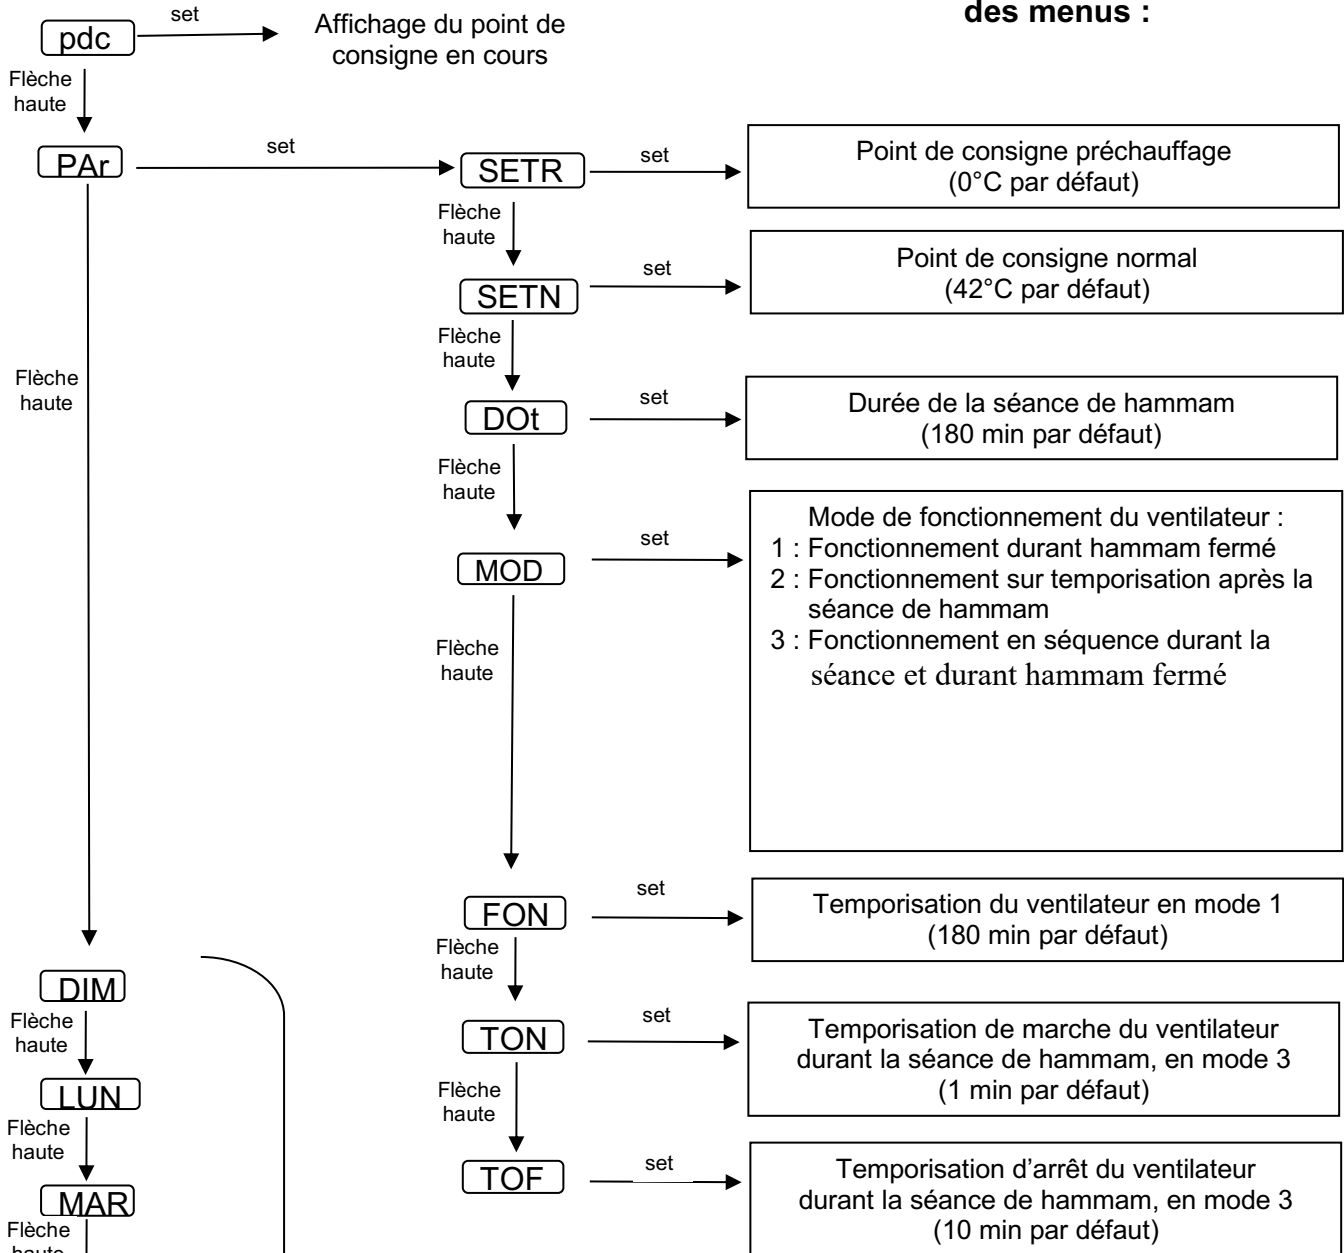 des menus :
pdc
set
Affichage du point de
consigne en cours
Flèche
haute
PAr
set
SETR
set
Point de consigne préchauffage
(0°C par défaut)
Flèche
haute
SETN
set
Point de consigne normal
(42°C par défaut)
Flèche
haute
Flèche
haute
DOt
set
Durée de la séance de hammam
(180 min par défaut)
Flèche
haute
MOD
set
Mode de fonctionnement du ventilateur :
1 : Fonctionnement durant hammam fermé
2 : Fonctionnement sur temporisation après la
séance de hammam
3 : Fonctionnement en séquence durant la
séance et durant hammam fermé
Flèche
haute
FON
set
Temporisation du ventilateur en mode 1
(180 min par défaut)
Flèche
haute
TON
set
Temporisation de marche du ventilateur
durant la séance de hammam, en mode 3
(1 min par défaut)
Flèche
haute
TOF
set
Temporisation d'arrêt du ventilateur
durant la séance de hammam, en mode 3
(10 min par défaut)
DIM
Flèche
haute
LUN
Flèche
haute
MAR
Flèche
haute